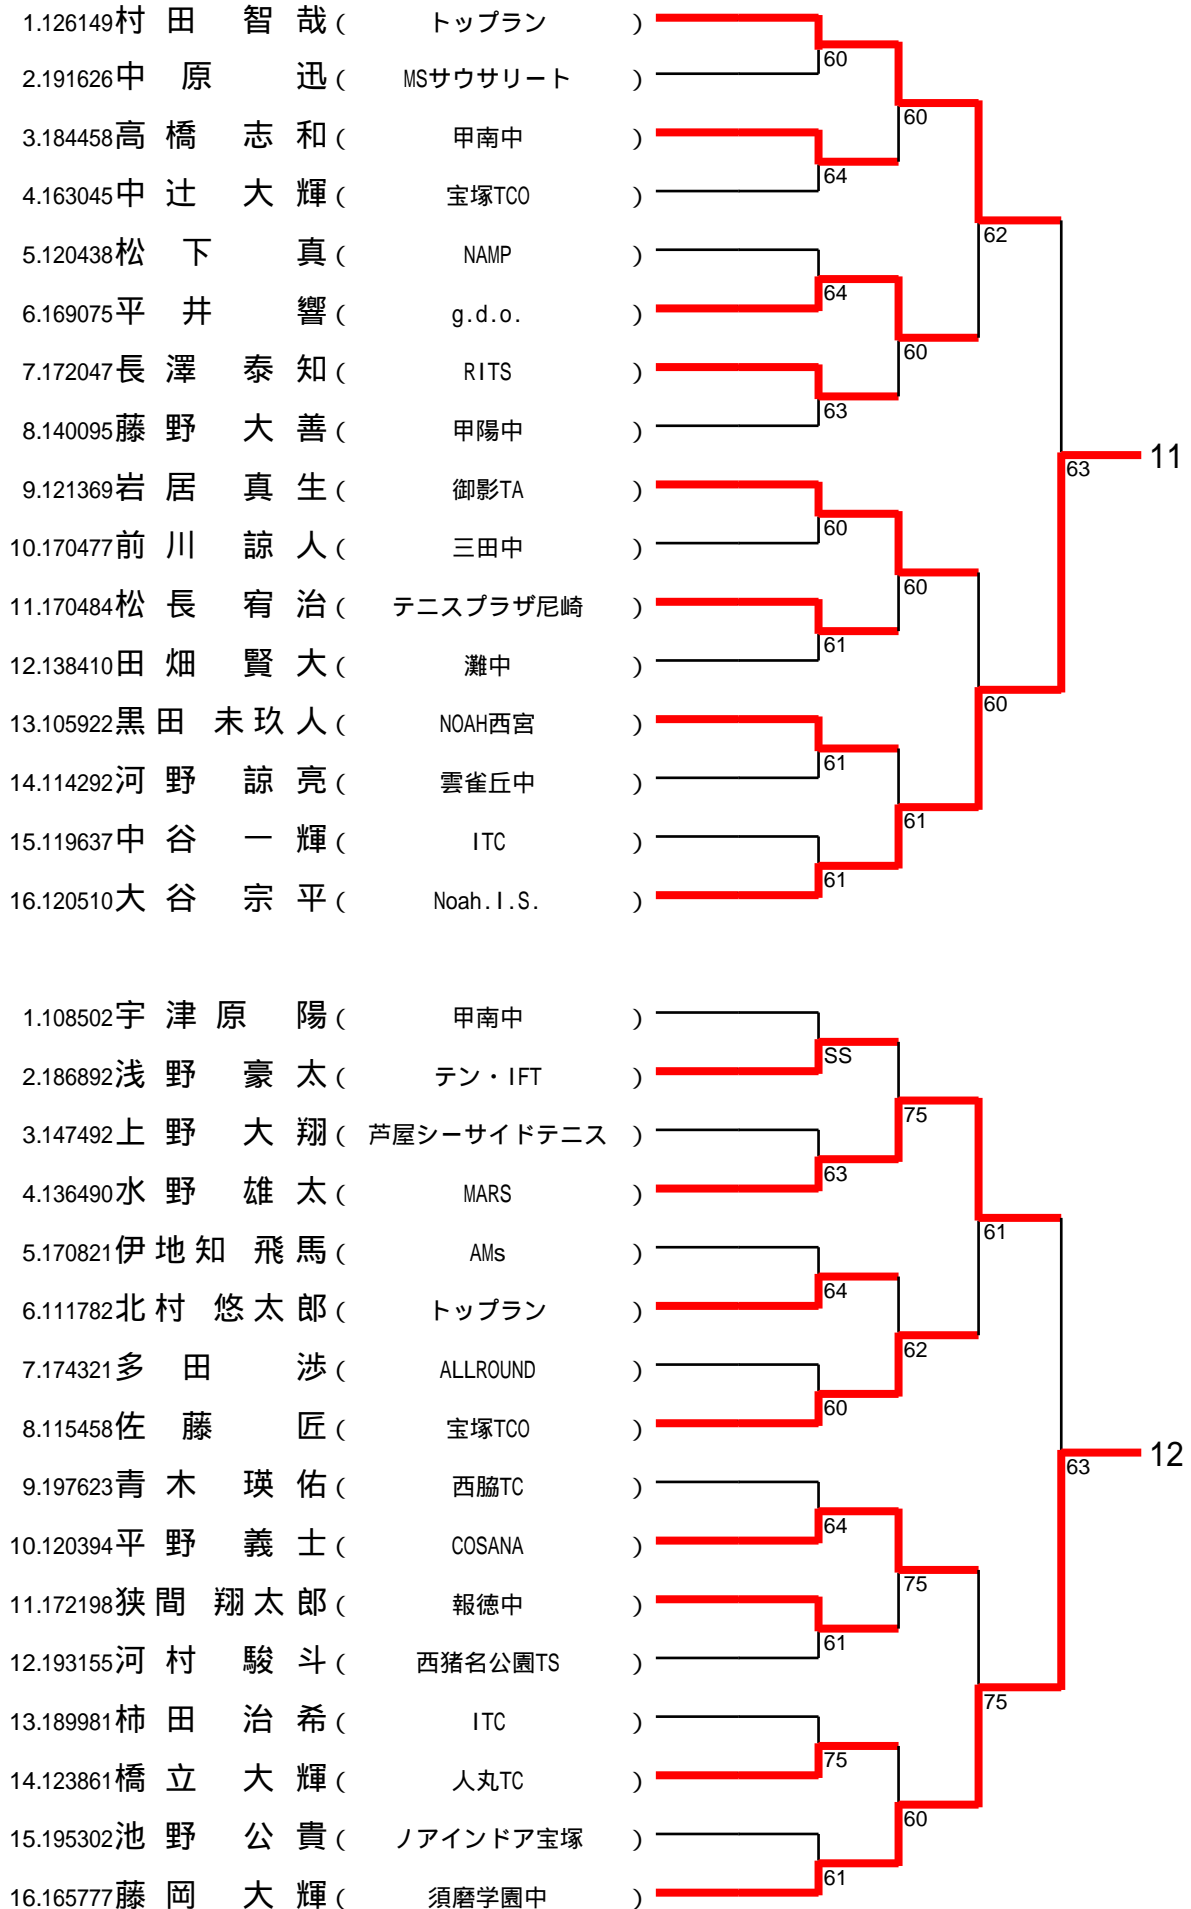 1.126149村田 智哉(トップラン)
60
2.191626中原 迅(MSサウサリート)
60
3.184458高橋 志和(甲南中)
64
4.163045中辻 大輝(宝塚TCO)
62
5.120438松下 真(NAMP)
64
6.169075平井 響(g.d.o.)
60
7.172047長澤 泰知(RITS)
63
8.140095藤野 大善(甲陽中)
63 11
9.121369岩居 真生(御影TA)
60
10.170477前川 諒人(三田中)
60
11.170484松長 宥治(テニスプラザ尼崎)
61
12.138410田畑 賢大(灘中)
60
13.105922黒田 未玖人(NOAH西宮)
61
14.114292河野 諒亮(雲雀丘中)
61
15.119637中谷 一輝(ITC)
61
16.120510大谷 宗平(Noah.I.S.)
1.108502宇津原 陽(甲南中)
SS
2.186892浅野 豪太(テン・IFT)
75
3.147492上野 大翔(芦屋シーサイドテニス)
63
4.136490水野 雄太(MARS)
61
5.170821伊地知 飛馬(AMs)
64
6.111782北村 悠太郎(トップラン)
62
7.174321多田 渉(ALLROUND)
60
8.115458佐藤 匠(宝塚TCO)
63 12
9.197623青木 瑛佑(西脇TC)
64
10.120394平野 義士(COSANA)
75
11.172198狭間 翔太郎(報徳中)
61
12.193155河村 駿斗(西猪名公園TS)
75
13.189981柿田 治希(ITC)
75
14.123861橋立 大輝(人丸TC)
60
15.195302池野 公貴(ノアインドア宝塚)
61
16.165777藤岡 大輝(須磨学園中)